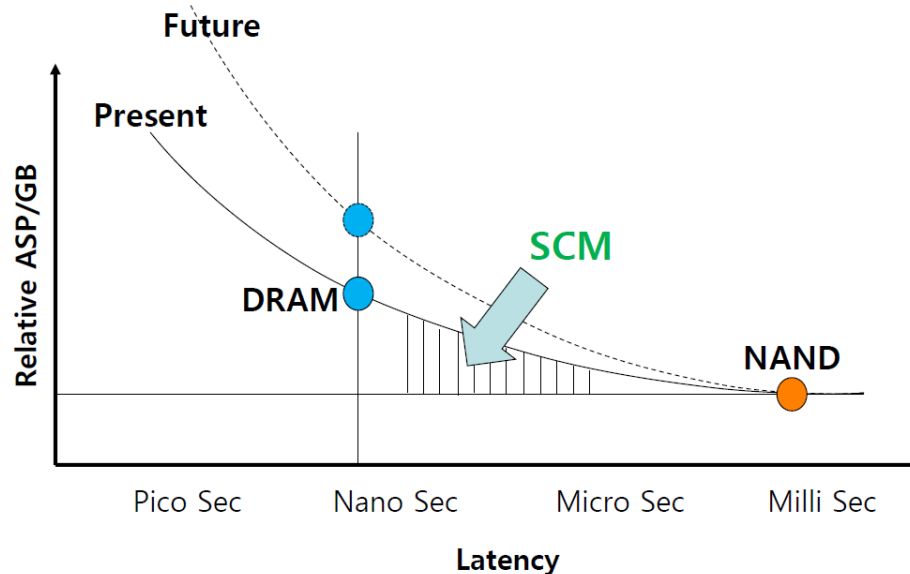 Future
Present
Relative ASP/GB
SCM
DRAM
NAND
Pico Sec
Nano Sec
Micro Sec
Milli Sec
Latency